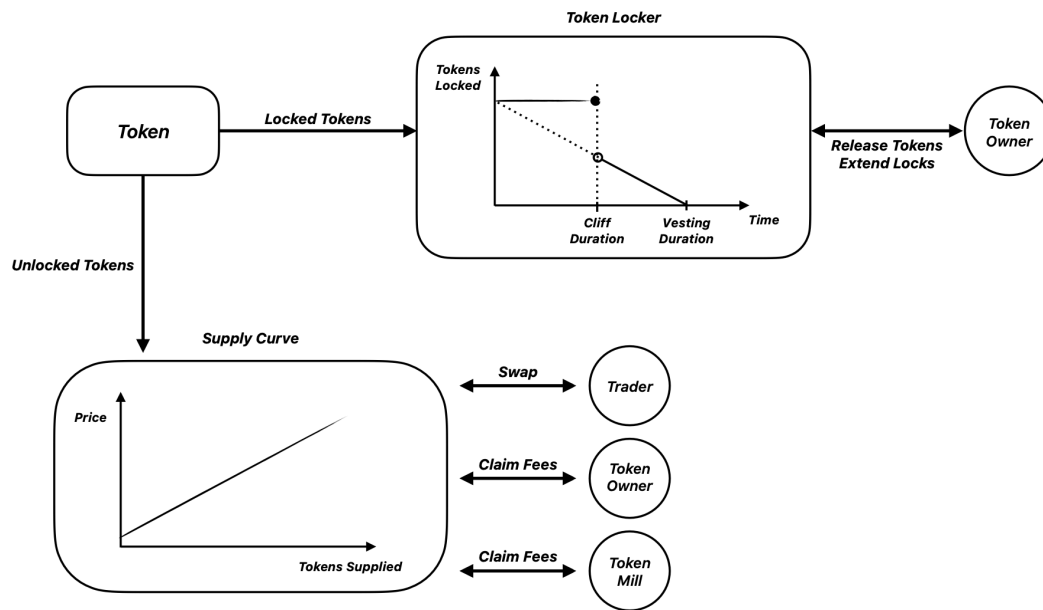 Token Locker
Tokens
Locked
Token
Locked Tokens
Token
Owner
Release Tokens
Extend Locks
Cliff
Duration
Vesting
Duration
Time
Unlocked Tokens
Supply Curve
Price
Tokens Supplied
Swap
Trader
Claim Fees
Token
Owner
Claim Fees
Token
Mill